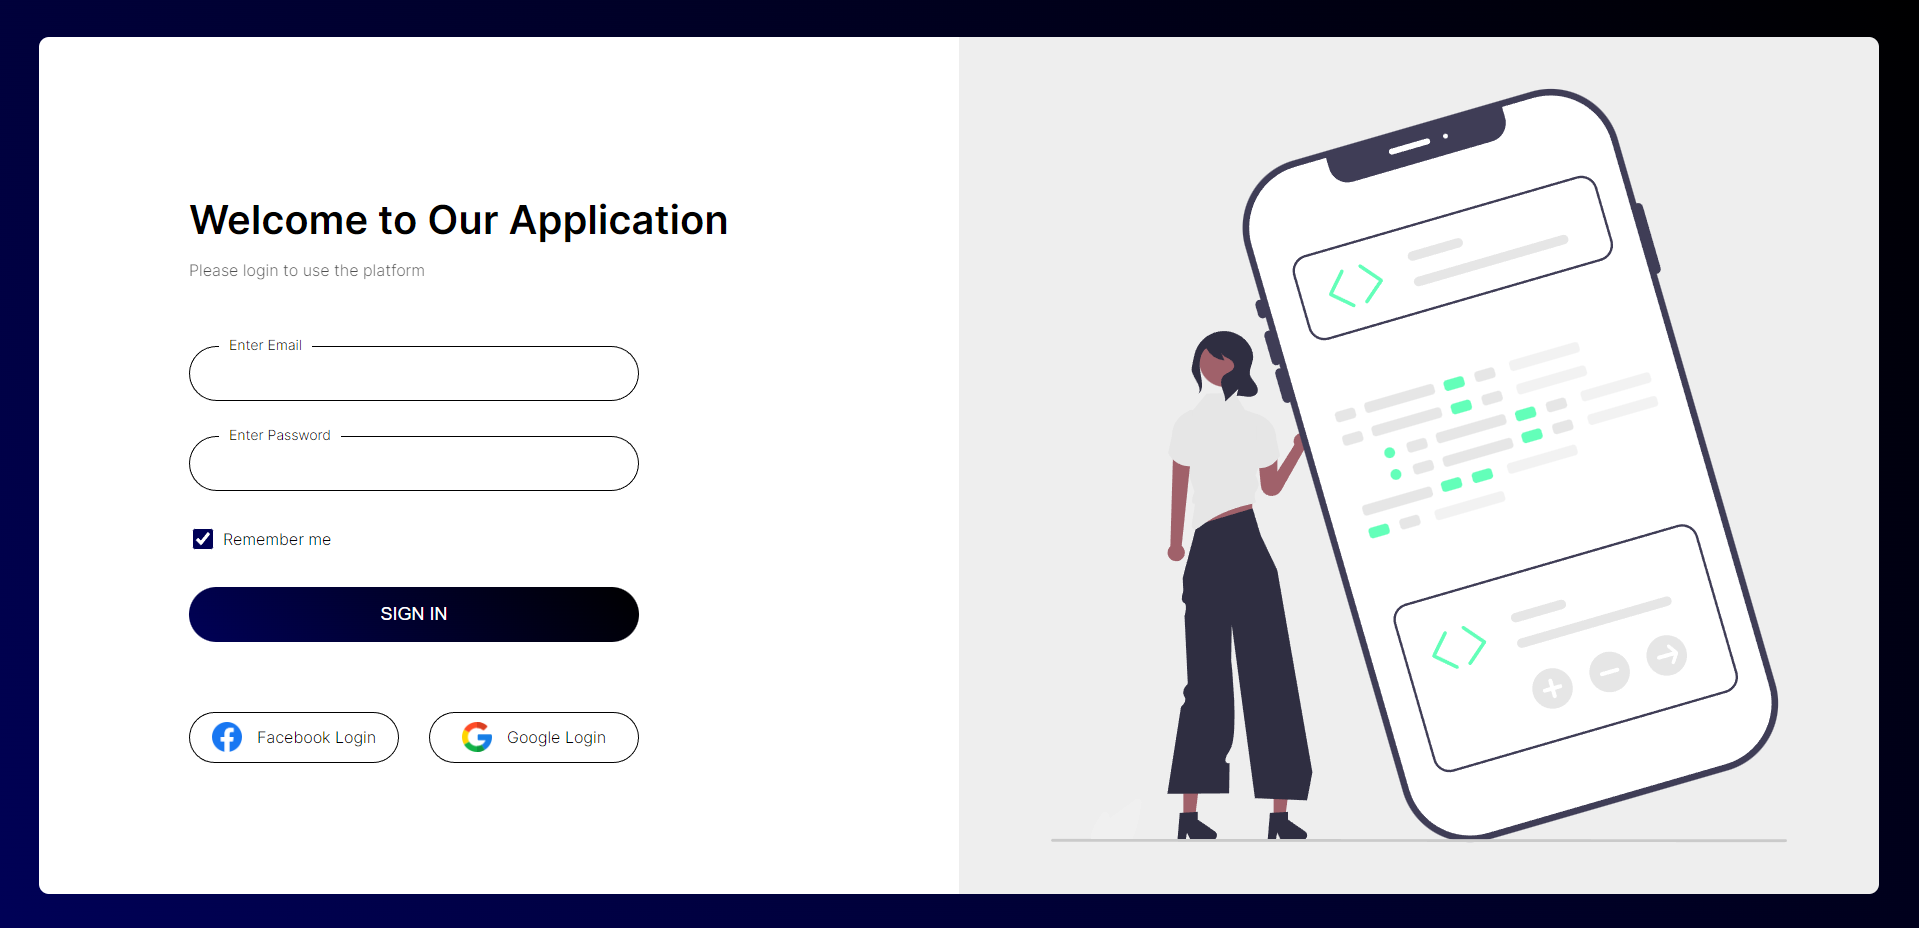 Welcome to Our Application
Please login to use the platform
Enter Email
Enter Password
Remember me
SIGN IN
Facebook Login
Google Login